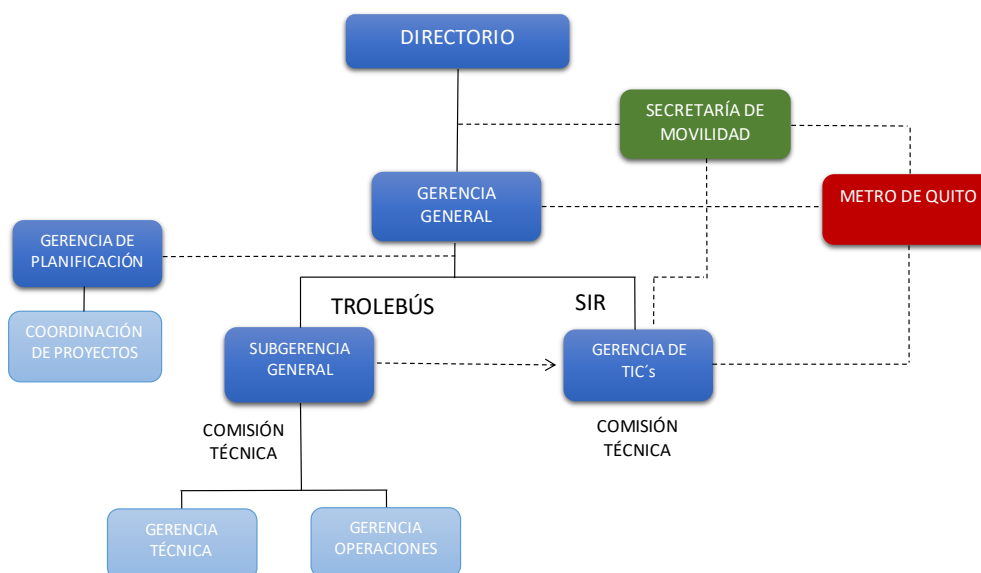 DIRECTORIO
SECRETARÍA DE
MOVILIDAD
GERENCIA
GENERAL
METRO DE QUITO
GERENCIA DE
PLANIFICACIÓN
TROLEBÚS
SIR
COORDINACIÓN
DE PROYECTOS
SUBGERENCIA
GENERAL
GERENCIA DE
TIC´s
COMISIÓN
TÉCNICA
COMISIÓN
TÉCNICA
GERENCIA
TÉCNICA
GERENCIA
OPERACIONES